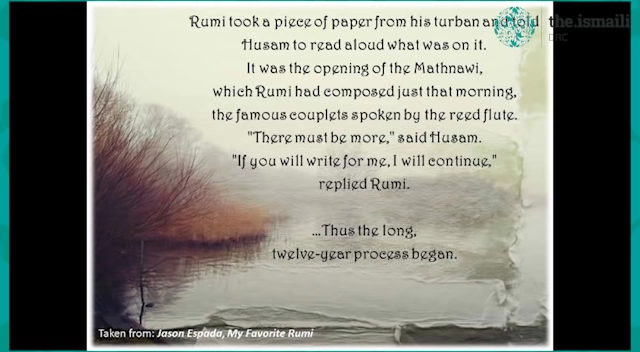 Rumi took a piece of paper from his turban and told
Husam to read aloud what was on it.
It was the opening of the Mathnawi,
which Rumi had composed just that morning,
the famous couplets spoken by the reed flute.
"There must be more," said Husam.
"If you will write for me, I will continue,"
replied Rumi.
...Thus the long,
twelve-year process began.
Taken from: Jason Espada, My Favorite Rumi
the.ismaili
DRC